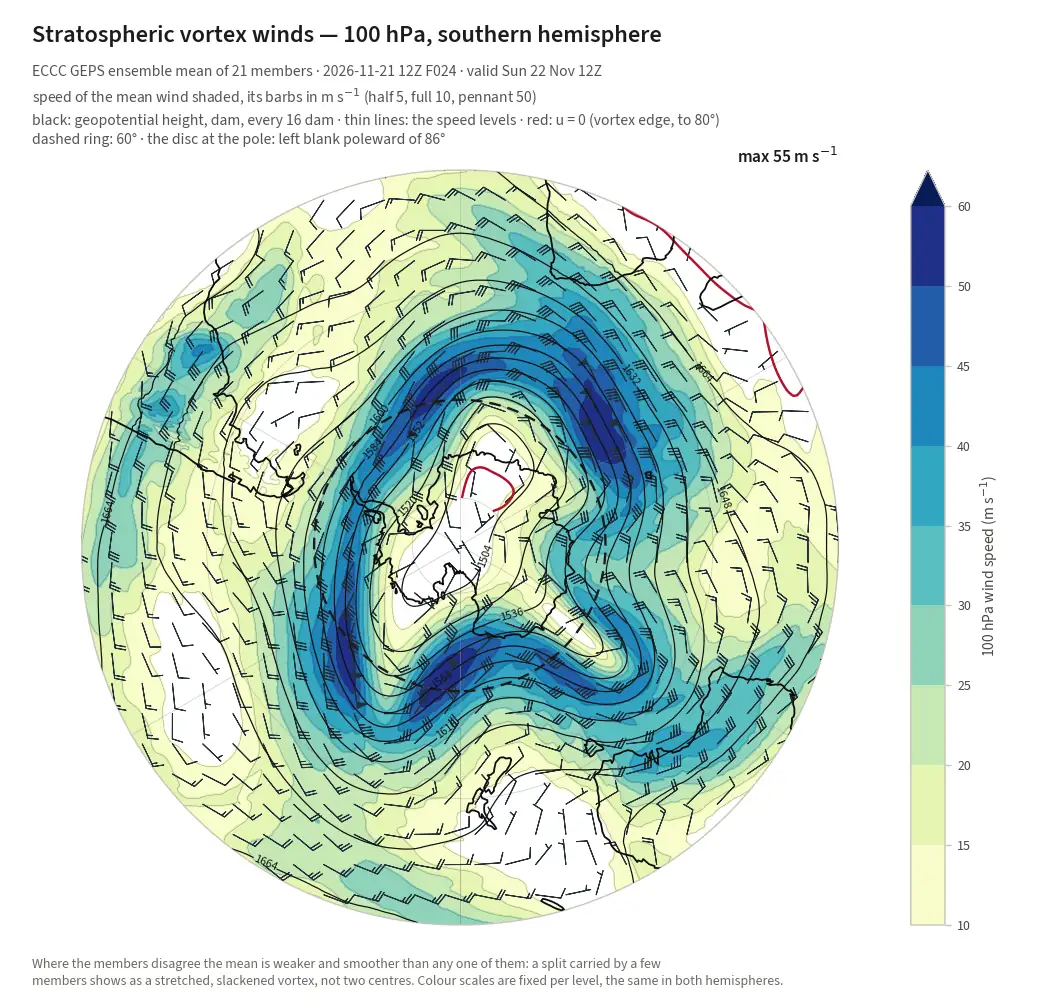 Stratospheric vortex winds — 100 hPa, southern hemisphere
ECCC GEPS ensemble mean of 21 members · 2026-11-21 12Z F024 · valid Sun 22 Nov 12Z
speed of the mean wind shaded, its barbs in m s⁻¹ (half 5, full 10, pennant 50)
black: geopotential height, dam, every 16 dam · thin lines: the speed levels · red: u = 0 (vortex edge, to 80°)
dashed ring: 60° · the disc at the pole: left blank poleward of 86°
max 55 m s⁻¹
60
50
45
40
35
30
25
20
15
10
100 hPa wind speed (m s⁻¹)
1664
1632
1600
1584
1552
1520
1504
1648
1664
1536
1568
1616
1664
Where the members disagree the mean is weaker and smoother than any one of them: a split carried by a few
members shows as a stretched, slackened vortex, not two centres. Colour scales are fixed per level, the same in both hemispheres.